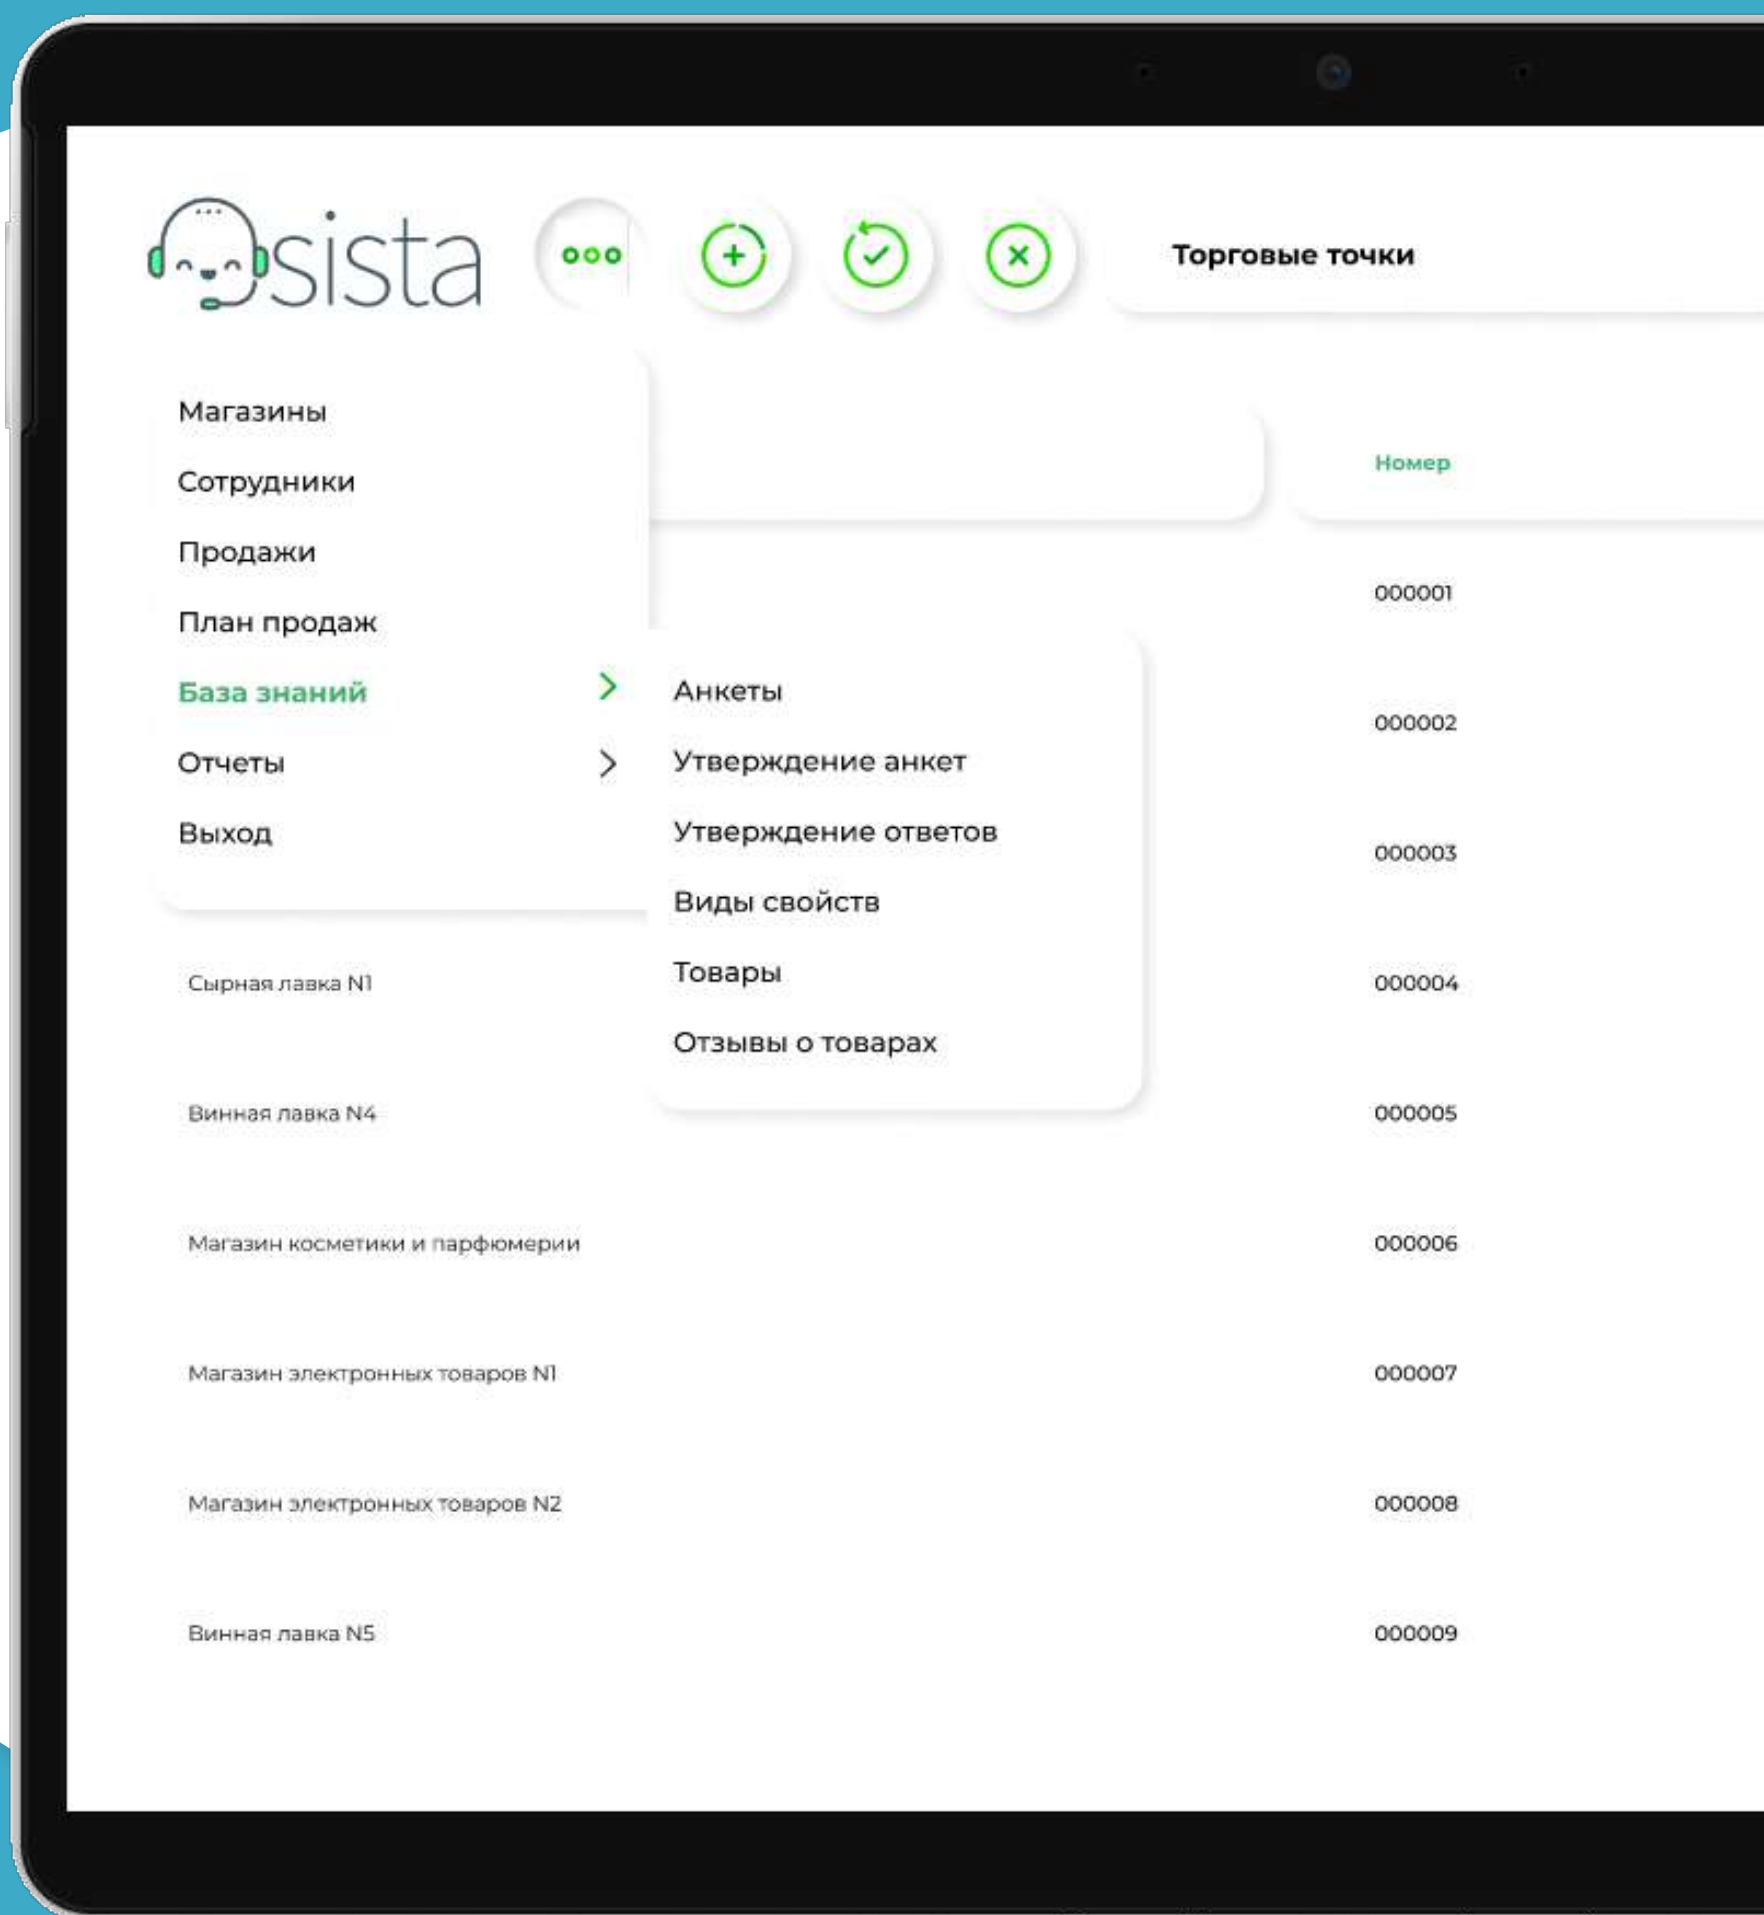 sista
Торговые точки
Магазины
Сотрудники
Продажи
План продаж
База знаний
Отчеты
Выход
Анкеты
Утверждение анкет
Утверждение ответов
Виды свойств
Товары
Отзывы о товарах
Номер
000001
000002
000003
Сырная лавка N1 000004
Винная лавка N4 000005
Магазин косметики и парфюмерии 000006
Магазин электронных товаров N1 000007
Магазин электронных товаров N2 000008
Винная лавка N5 000009